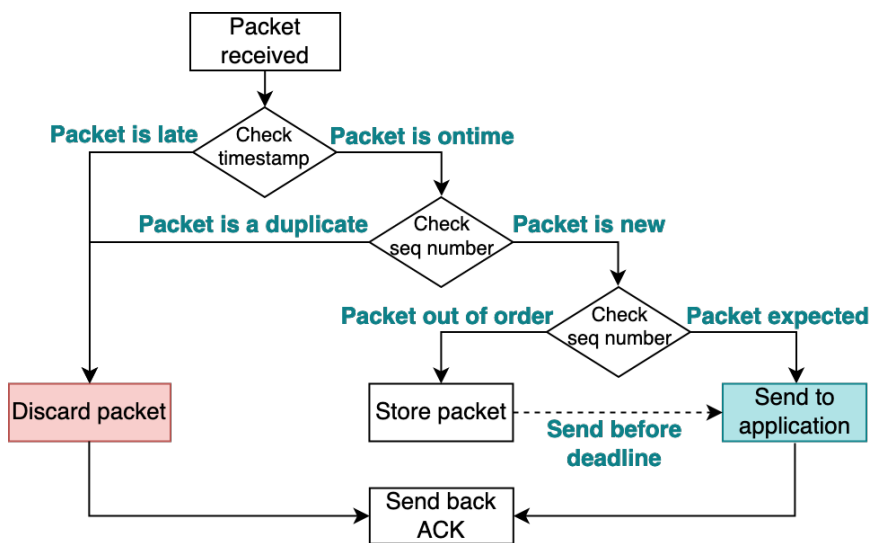 Packet
received
Packet is late
Check
timestamp
Packet is ontime
Packet is a duplicate
Check
seq number
Packet is new
Packet out of order
Check
seq number
Packet expected
Discard packet
Store packet
Send before
deadline
Send to
application
Send back
ACK